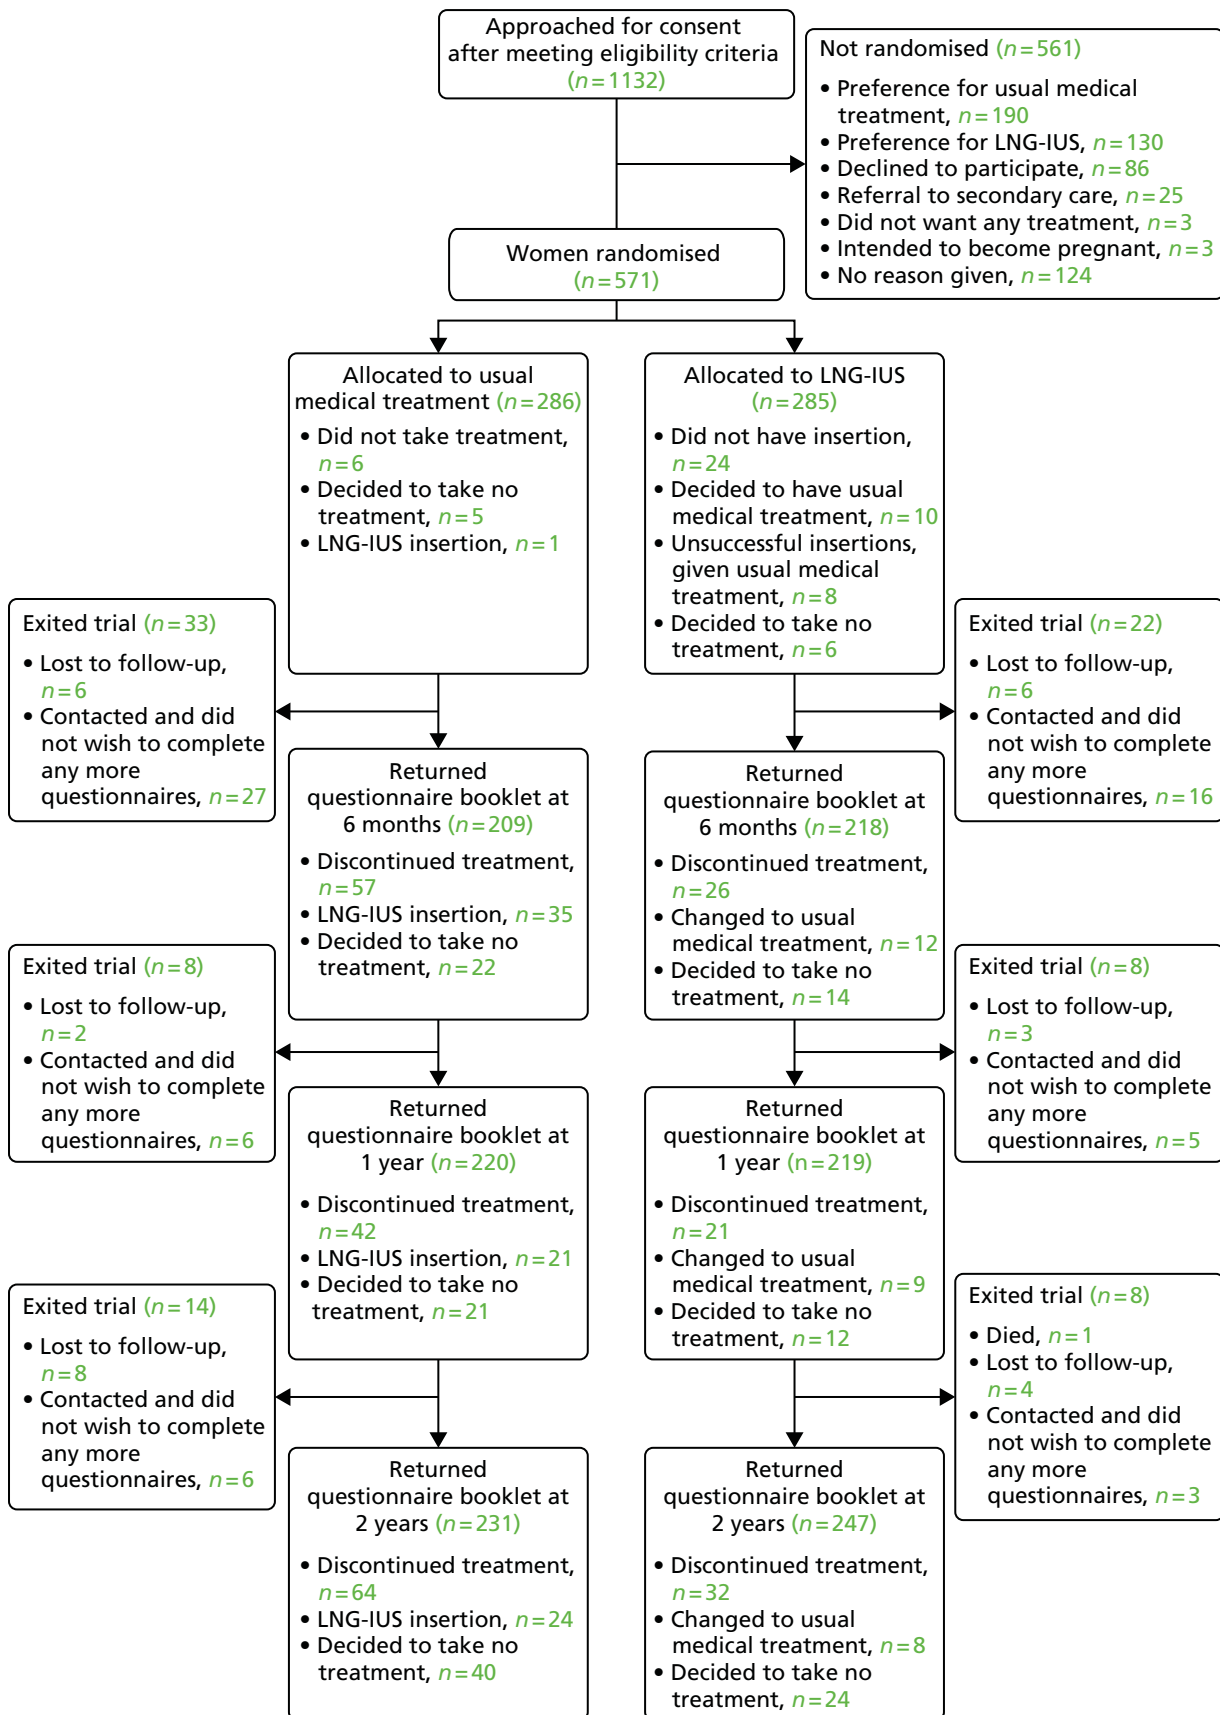 Approached for consent
after meeting eligibility criteria
(n=1132)
Not randomised (n=561)
• Preference for usual medical
treatment, n=190
• Preference for LNG-IUS, n=130
• Declined to participate, n=86
• Referral to secondary care, n=25
• Did not want any treatment, n=3
• Intended to become pregnant, n=3
• No reason given, n=124
Women randomised
(n=571)
Allocated to usual
medical treatment (n=286)
• Did not take treatment,
n=6
• Decided to take no
treatment, n=5
• LNG-IUS insertion, n=1
Allocated to LNG-IUS
(n=285)
• Did not have insertion,
n=24
• Decided to have usual
medical treatment, n=10
• Unsuccessful insertions,
given usual medical
treatment, n=8
• Decided to take no
treatment, n=6
Exited trial (n=33)
• Lost to follow-up,
n=6
• Contacted and did
not wish to complete
any more
questionnaires, n=27
Exited trial (n=22)
• Lost to follow-up,
n=6
• Contacted and did
not wish to complete
any more
questionnaires, n=16
Returned
questionnaire booklet at
6 months (n=209)
• Discontinued treatment,
n=57
• LNG-IUS insertion, n=35
• Decided to take no
treatment, n=22
Returned
questionnaire booklet at
6 months (n=218)
• Discontinued treatment,
n=26
• Changed to usual
medical treatment, n=12
• Decided to take no
treatment, n=14
Exited trial (n=8)
• Lost to follow-up,
n=2
• Contacted and did
not wish to complete
any more
questionnaires, n=6
Exited trial (n=8)
• Lost to follow-up,
n=3
• Contacted and did
not wish to complete
any more
questionnaires, n=5
Returned
questionnaire booklet at
1 year (n=220)
• Discontinued treatment,
n=42
• LNG-IUS insertion, n=21
• Decided to take no
treatment, n=21
Returned
questionnaire booklet at
1 year (n=219)
• Discontinued treatment,
n=21
• Changed to usual
medical treatment, n=9
• Decided to take no
treatment, n=12
Exited trial (n=14)
• Lost to follow-up,
n=8
• Contacted and did
not wish to complete
any more
questionnaires, n=6
Exited trial (n=8)
• Died, n=1
• Lost to follow-up,
n=4
• Contacted and did
not wish to complete
any more
questionnaires, n=3
Returned
questionnaire booklet at
2 years (n=231)
• Discontinued treatment,
n=64
• LNG-IUS insertion, n=24
• Decided to take no
treatment, n=40
Returned
questionnaire booklet at
2 years (n=247)
• Discontinued treatment,
n=32
• Changed to usual
medical treatment, n=8
• Decided to take no
treatment, n=24